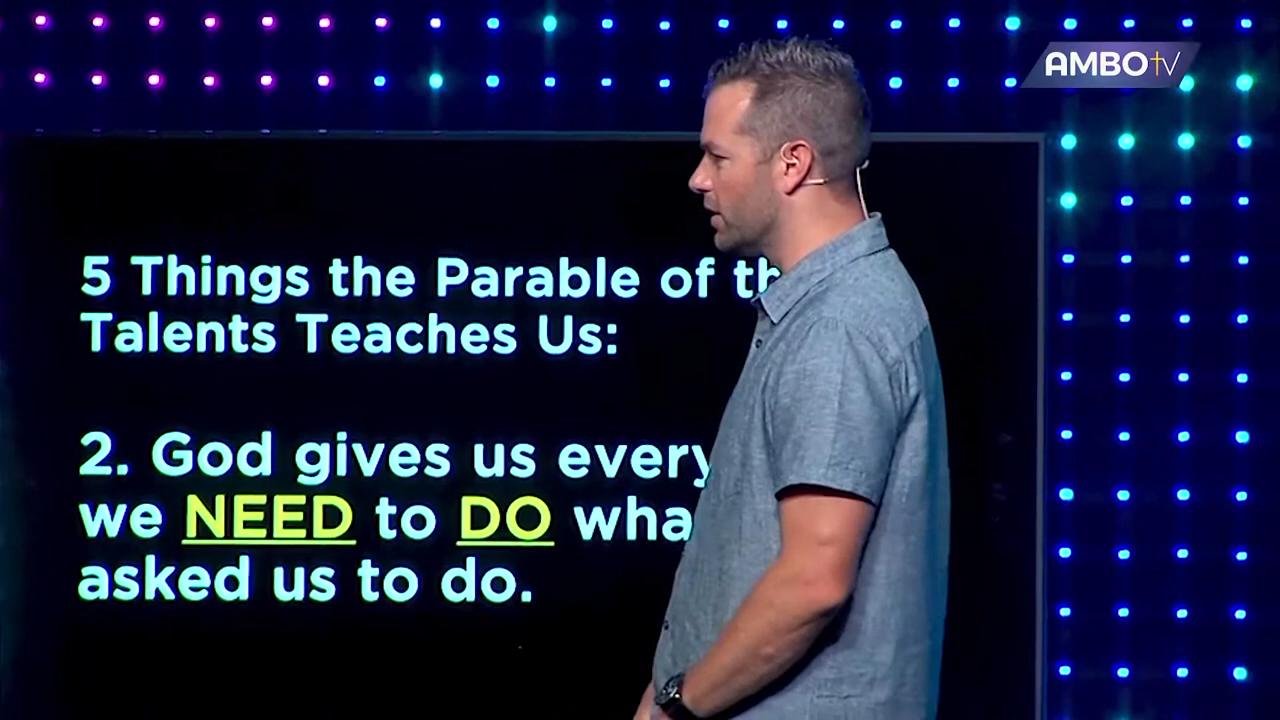 AMBOtv
5 Things the Parable of th
Talents Teaches Us:
2. God gives us every
we NEED to DO wha
asked us to do.